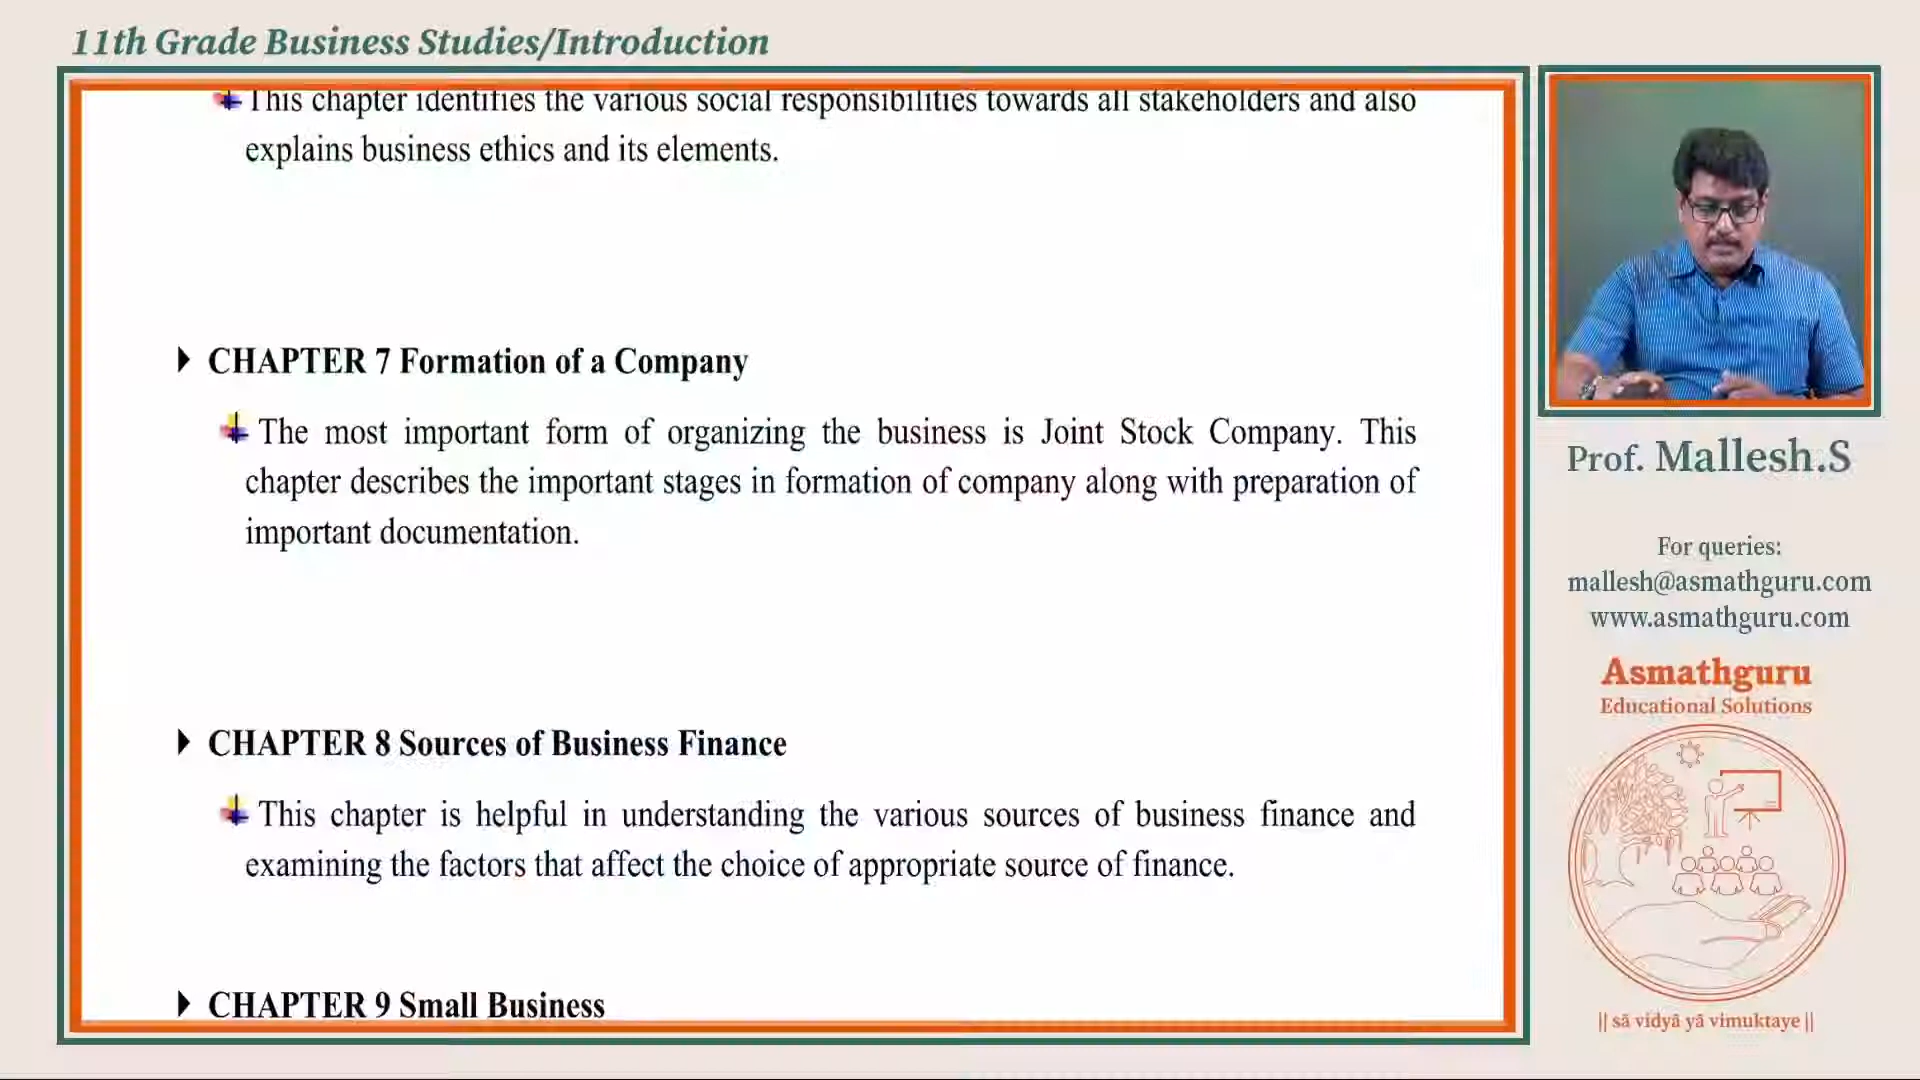 11th Grade Business Studies/Introduction
This chapter identifies the various social responsibilities towards all stakeholders and also
explains business ethics and its elements.
CHAPTER 7 Formation of a Company
The most important form of organizing the business is Joint Stock Company. This
chapter describes the important stages in formation of company along with preparation of
important documentation.
CHAPTER 8 Sources of Business Finance
This chapter is helpful in understanding the various sources of business finance and
examining the factors that affect the choice of appropriate source of finance.
CHAPTER 9 Small Business
Prof. Mallesh.S
For queries:
mallesh@asmathguru.com
www.asmathguru.com
Asmathguru
Educational Solutions
|| sā vidyā yā vimuktaye ||